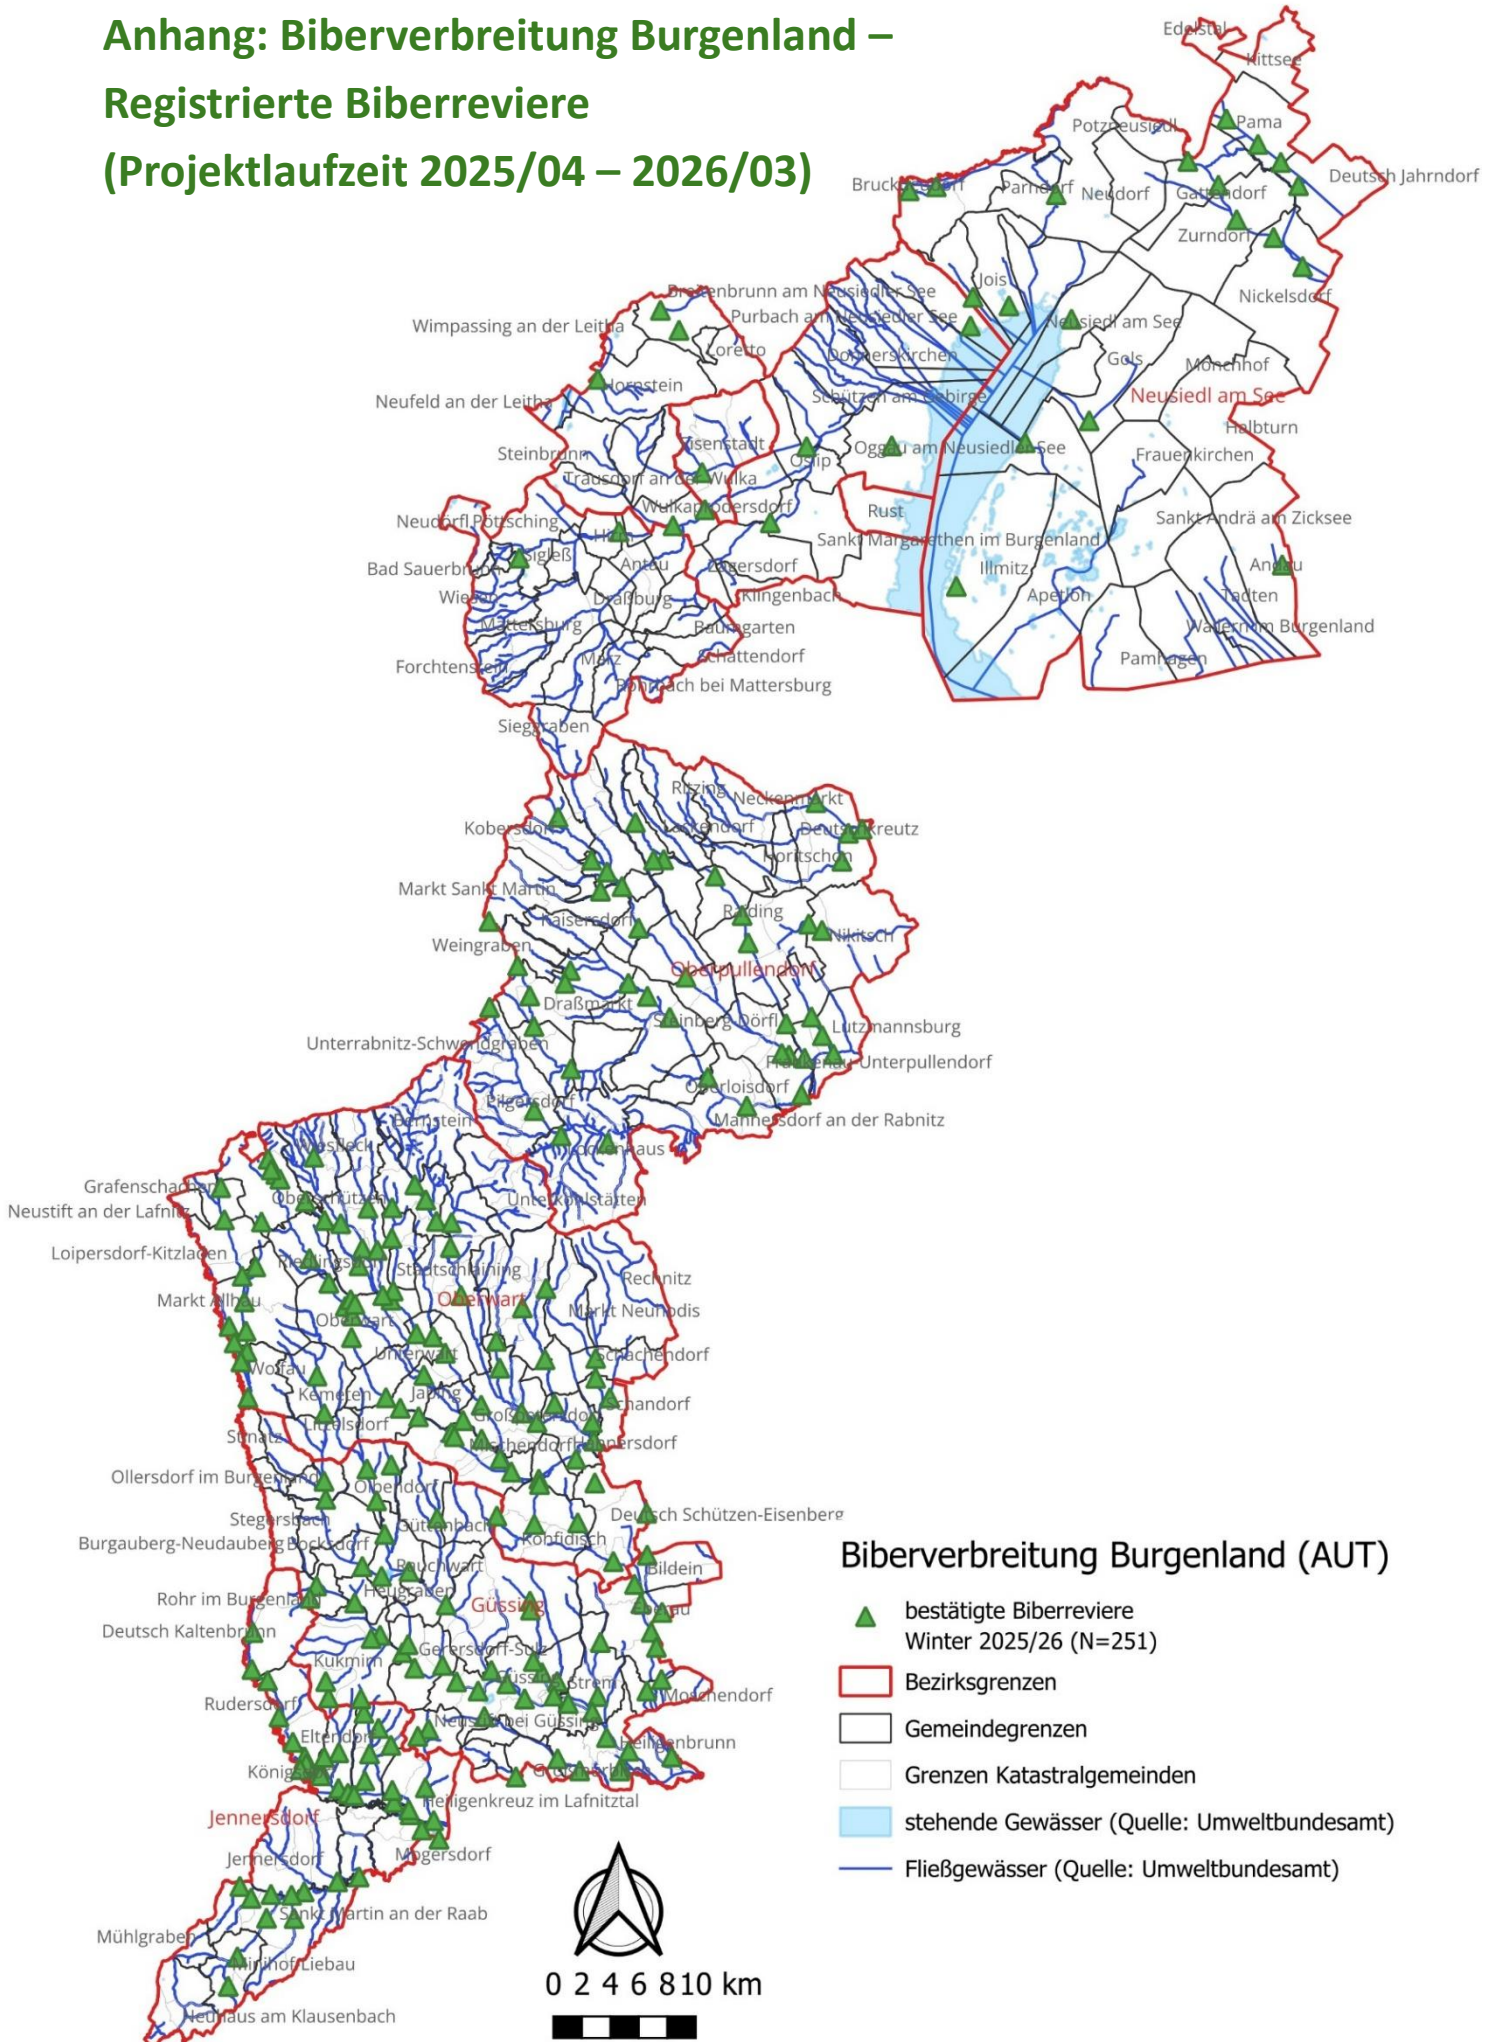 Anhang: Biberverbreitung Burgenland –
Registrierte Biberreviere
(Projektlaufzeit 2025/04 – 2026/03)
Edelstal
Kittsee
Pama
Potzneusiedl
Deutsch Jahrndorf
Bruckneudorf
Parndorf
Neudorf
Gattendorf
Zurndorf
Nickelsdorf
Jois
Breitenbrunn am Neusiedler See
Purbach am Neusiedler See
Neusiedl am See
Wimpassing an der Leitha
Loretto
Donnerskirchen
Gols
Mönchhof
Hornstein
Neusiedl am See
Schützen am Gebirge
Neufeld an der Leitha
Halbturn
Eisenstadt
Oggau am Neusiedler See
Steinbrunn
Oslip
Frauenkirchen
Trausdorf an der Wulka
Wulkaprodersdorf
Rust
Sankt Andrä am Zicksee
Neudörfl
Pöttsching
Hirm
Sankt Margarethen im Burgenland
Sigleß
Antau
Zagersdorf
Illmitz
Andau
Bad Sauerbrunn
Wiesen
Draßburg
Klingenbach
Apetlon
Tadten
Mattersburg
Baumgarten
Wallern im Burgenland
Schattendorf
Marz
Pamhagen
Forchtenstein
Rohrbach bei Mattersburg
Sieggraben
Ritzing
Neckenmarkt
Kobersdorf
Lackendorf
Deutschkreutz
Horitschon
Markt Sankt Martin
Kaisersdorf
Raiding
Nikitsch
Weingraben
Oberpullendorf
Draßmarkt
Steinberg-Dörfl
Lutzmannsburg
Unterrabnitz-Schwendgraben
Frankenau-Unterpullendorf
Oberloisdorf
Pilgersdorf
Mannersdorf an der Rabnitz
Bernstein
Lockenhaus
Wiesfleck
Grafenschachen
Oberschützen
Unterkohlstätten
Neustift an der Lafnitz
Loipersdorf-Kitzladen
Riedlingsdorf
Stadtschlaining
Rechnitz
Markt Allhau
Oberwart
Markt Neuhodis
Oberwart
Unterwart
Schachendorf
Wolfau
Kemeten
Jabing
Schandorf
Litzelsdorf
Großpetersdorf
Stinatz
Mischendorf
Hannersdorf
Ollersdorf im Burgenland
Olbendorf
Stegersbach
Güttenbach
Deutsch Schützen-Eisenberg
Burgauberg-Neudauberg
Bocksdorf
Kohfidisch
Rauchwart
Bildein
Rohr im Burgenland
Heugraben
Güssing
Eberau
Deutsch Kaltenbrunn
Gerersdorf-Sulz
Kukmirn
Güssing
Strem
Moschendorf
Rudersdorf
Neustift bei Güssing
Eltendorf
Heiligenbrunn
Königsdorf
Großmürbisch
Heiligenkreuz im Lafnitztal
Jennersdorf
Mogersdorf
Jennersdorf
Sankt Martin an der Raab
Mühlgraben
Minihof-Liebau
Neuhaus am Klausenbach
Biberverbreitung Burgenland (AUT)
bestätigte Biberreviere
Winter 2025/26 (N=251)
Bezirksgrenzen
Gemeindegrenzen
Grenzen Katastralgemeinden
stehende Gewässer (Quelle: Umweltbundesamt)
Fließgewässer (Quelle: Umweltbundesamt)
0 2 4 6 8 10 km